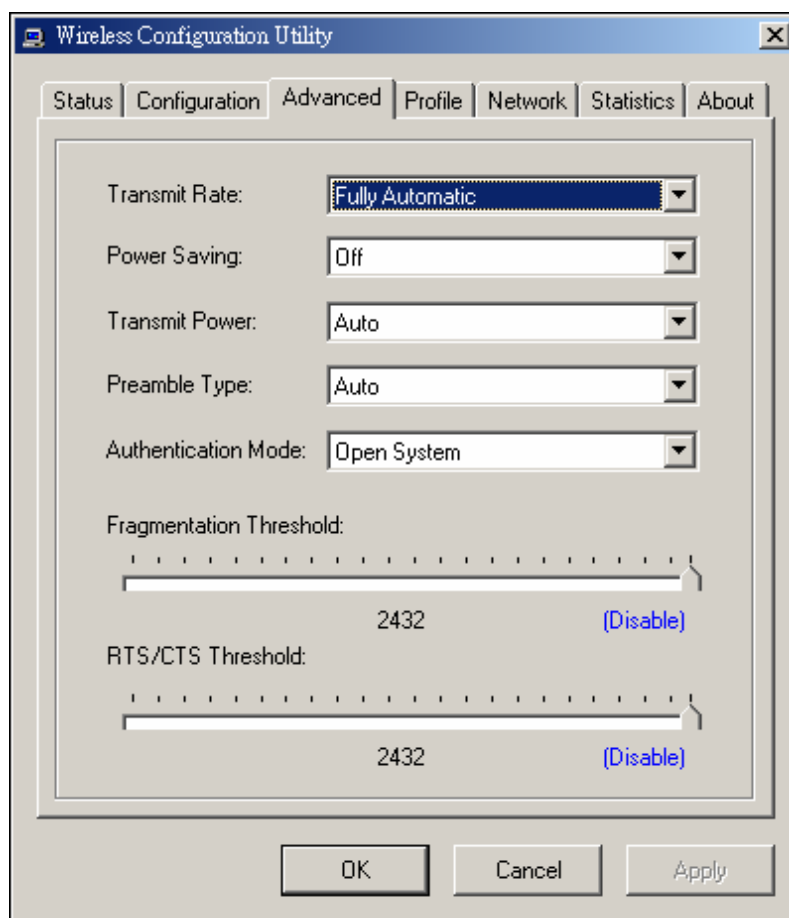 Wireless Configuration Utility
Status Configuration Advanced Profile Network Statistics About
Transmit Rate: Fully Automatic
Power Saving: Off
Transmit Power: Auto
Preamble Type: Auto
Authentication Mode: Open System
Fragmentation Threshold:
2432 (Disable)
RTS/CTS Threshold:
2432 (Disable)
OK Cancel Apply